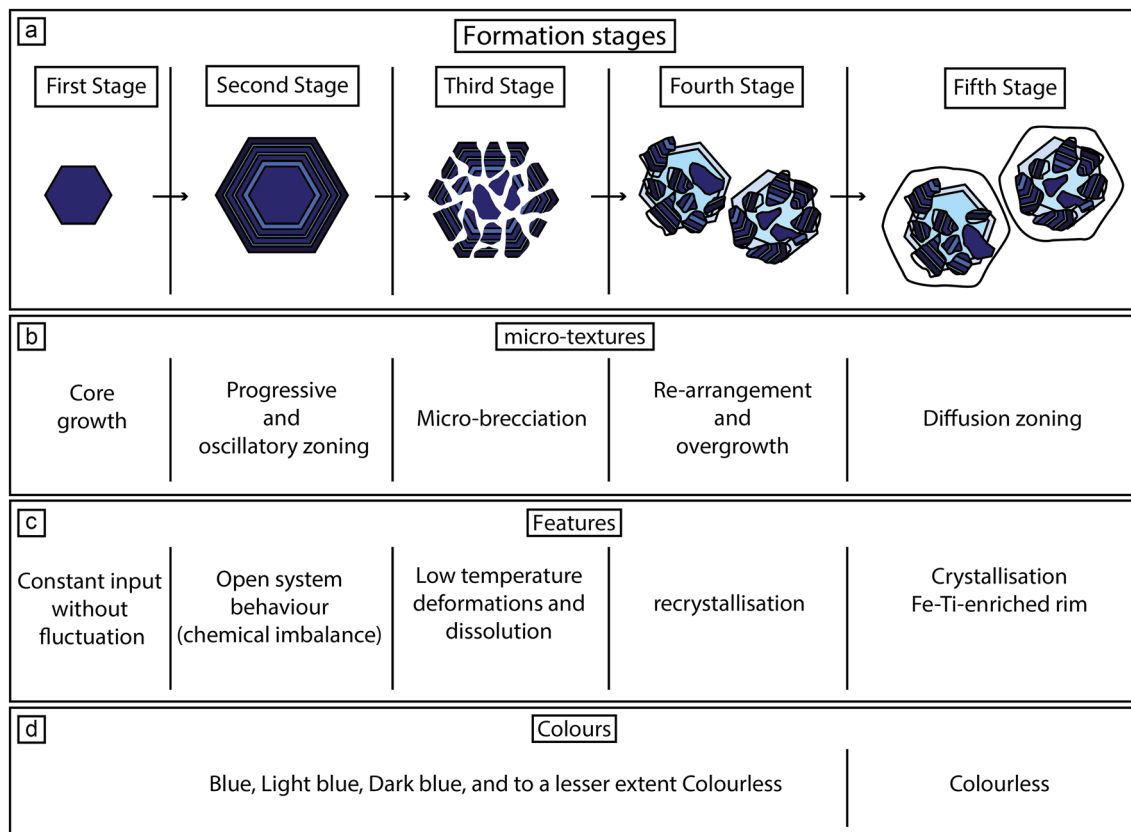 a
Formation stages
First Stage
Second Stage
Third Stage
Fourth Stage
Fifth Stage
b
micro-textures
Core
growth
Progressive
and
oscillatory zoning
Micro-brecciation
Re-arrangement
and
overgrowth
Diffusion zoning
c
Features
Constant input
without
fluctuation
Open system
behaviour
(chemical imbalance)
Low temperature
deformations and
dissolution
recrystallisation
Crystallisation
Fe-Ti-enriched rim
d
Colours
Blue, Light blue, Dark blue, and to a lesser extent Colourless
Colourless